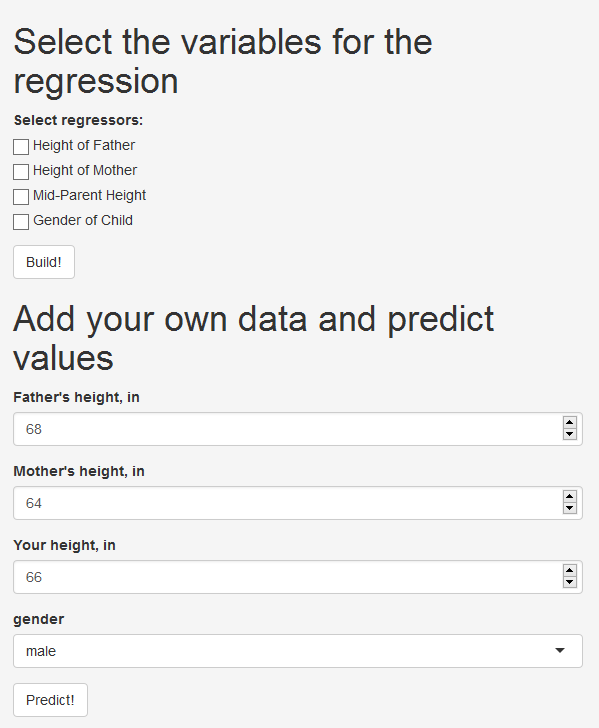 Select the variables for the
regression
Select regressors:
Height of Father
Height of Mother
Mid-Parent Height
Gender of Child
Build!
Add your own data and predict
values
Father's height, in
68
Mother's height, in
64
Your height, in
66
gender
male
Predict!